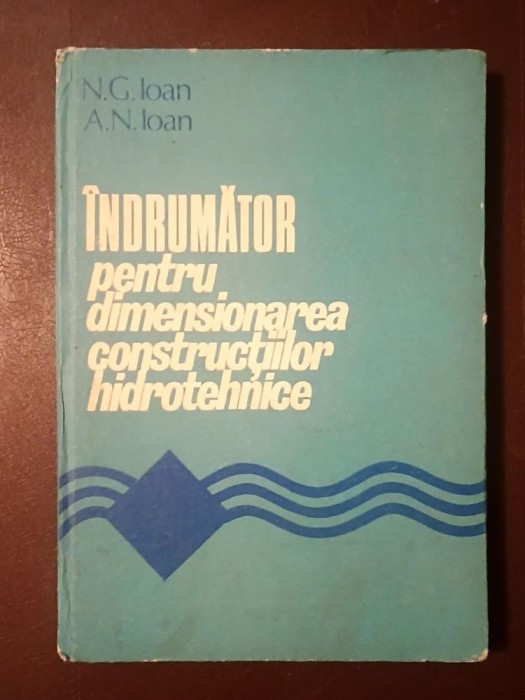 N.G. Ioan
A.N. Ioan
ÎNDRUMĂTOR
pentru
dimensionarea
construcțiilor
hidrotehnice